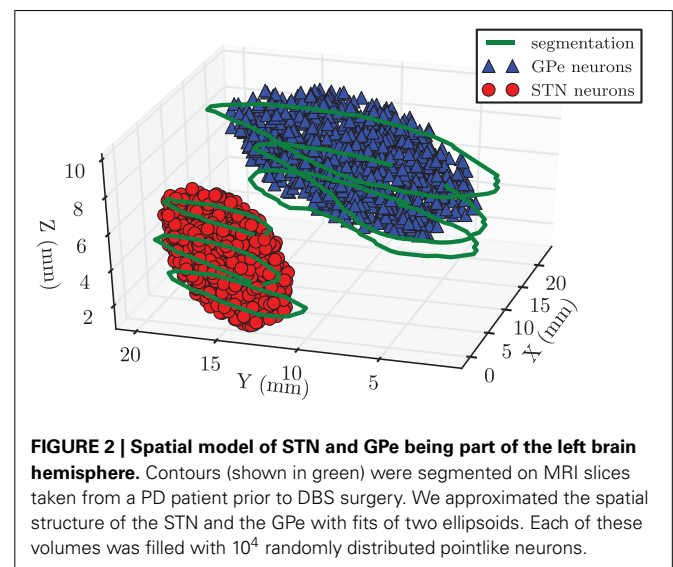 segmentation
GPe neurons
STN neurons
10
8
6
4
2
Z (mm)
20
15
10
5
Y (mm)
0
5
10
15
20
X (mm)
FIGURE 2 | Spatial model of STN and GPe being part of the left brain
hemisphere. Contours (shown in green) were segmented on MRI slices
taken from a PD patient prior to DBS surgery. We approximated the spatial
structure of the STN and the GPe with fits of two ellipsoids. Each of these
volumes was filled with 10⁴ randomly distributed pointlike neurons.